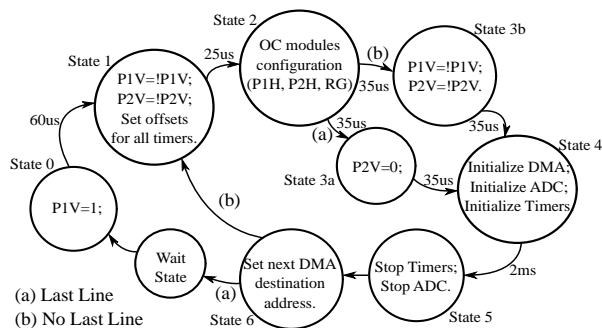 State 2
State 3b
25us
OC modules
configuration
(P1H, P2H, RG)
(b)
35us
P1V=!P1V;
P2V=!P2V.
State 1
P1V=!P1V;
P2V=!P2V;
Set offsets
for all timers.
60us
35us
(a)
35us
State 4
State 0
P1V=1;
P2V=0;
State 3a
35us
Initialize DMA;
Initialize ADC;
Initialize Timers
(b)
Wait
State
Set next DMA
destination
address.
Stop Timers;
Stop ADC.
2ms
(a) Last Line
(b) No Last Line
(a)
State 6
State 5